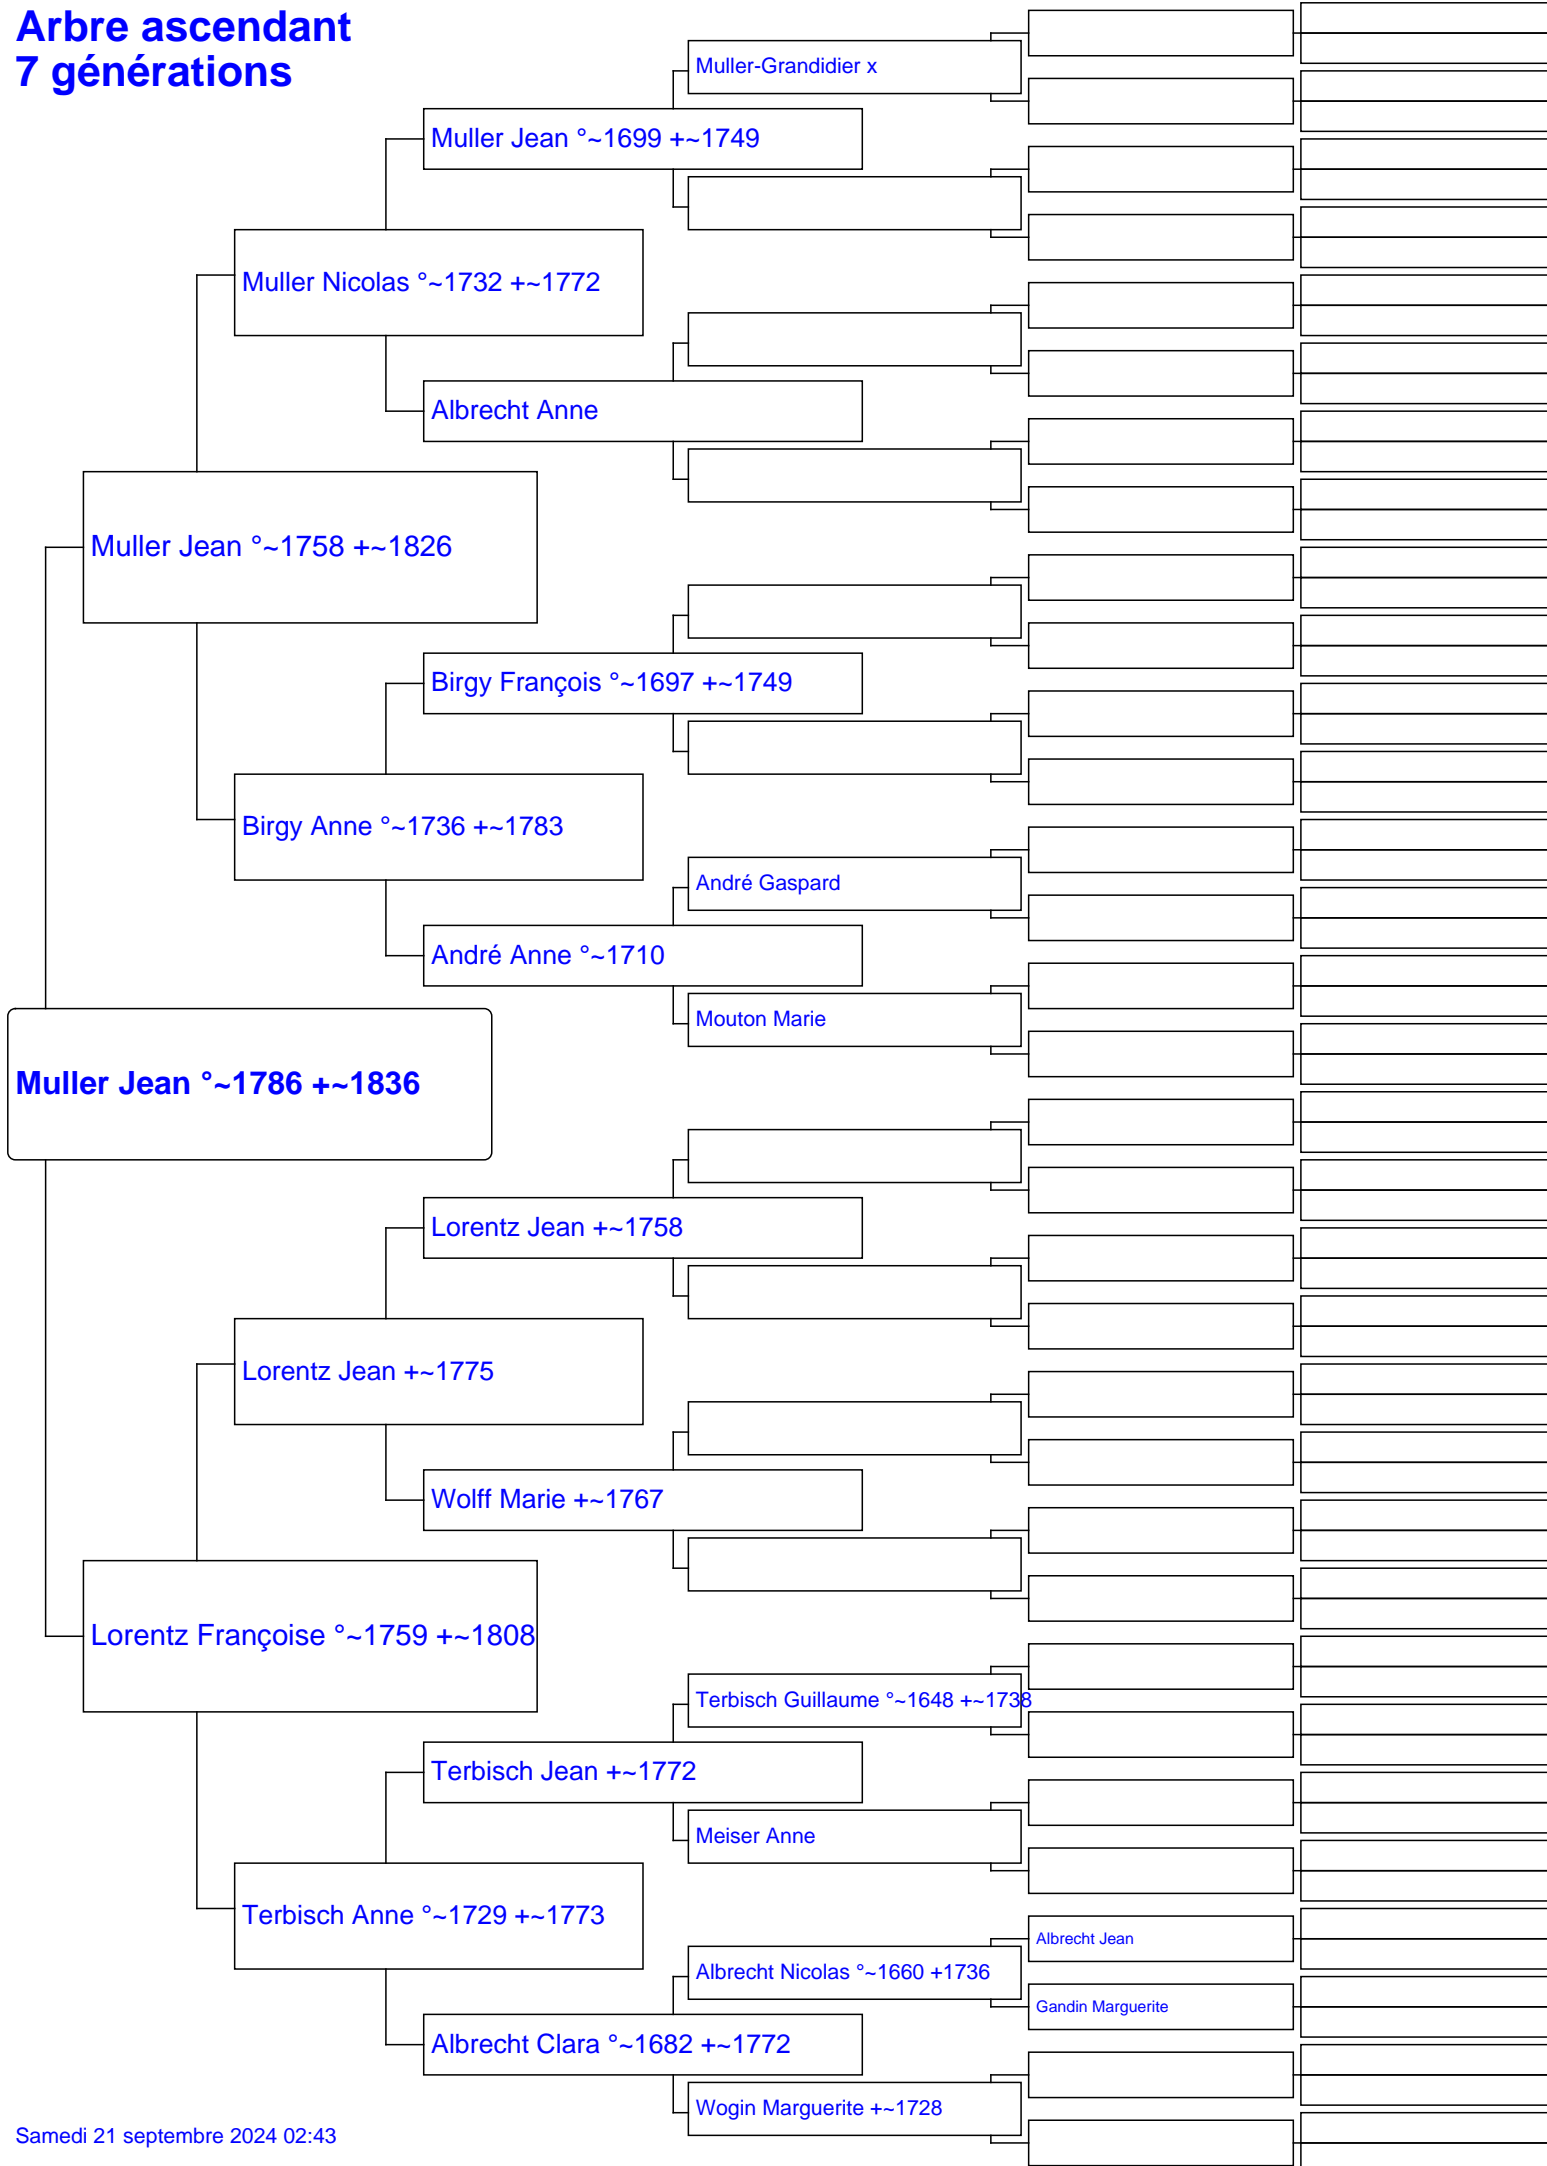 Arbre ascendant
7 générations
Muller-Grandidier x
Muller Jean °~1699 +~1749
Muller Nicolas °~1732 +~1772
Albrecht Anne
Muller Jean °~1758 +~1826
Birgy François °~1697 +~1749
Birgy Anne °~1736 +~1783
André Gaspard
André Anne °~1710
Mouton Marie
Muller Jean °~1786 +~1836
Lorentz Jean +~1758
Lorentz Jean +~1775
Wolff Marie +~1767
Lorentz Françoise °~1759 +~1808
Terbisch Guillaume °~1648 +~1738
Terbisch Jean +~1772
Meiser Anne
Terbisch Anne °~1729 +~1773
Albrecht Jean
Albrecht Nicolas °~1660 +1736
Gandin Marguerite
Albrecht Clara °~1682 +~1772
Wogin Marguerite +~1728
Samedi 21 septembre 2024 02:43